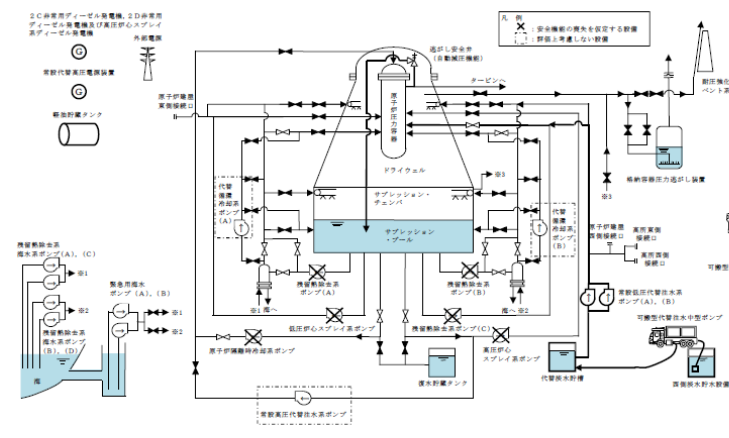 2C非常用ディーゼル発電機,2D非常用
ディーゼル発電機及び高圧炉心スプレイ
系ディーゼル発電機
外部電源
G
常設代替高圧電源装置
G
軽油貯蔵タンク
凡 例
:安全機能の喪失を仮定する設備
:評価上考慮しない設備
逃がし安全弁
(自動減圧機能)
タービンへ
耐圧強化
ベント系
原子炉建屋
東側接続口
原子炉圧力容器
格納容器圧力逃がし装置
ドライウェル
※3
※3
サプレッション・
チェンバ
サプレッション
・プール
代替
循環
冷却系
ポンプ
(A)
代替
循環
冷却系
ポンプ
(B)
原子炉建屋
西側接続口
高所東側
接続口
高所西側
接続口
可搬型
残留熱除去系
海水系ポンプ(A),(C)
※1
※2
残留熱除去系
海水系ポンプ
(B),(D)
緊急用海水
ポンプ(A),(B)
※1
※2
海
残留熱除去系
ポンプ(A)
残留熱除去系
ポンプ(B)
※1
海へ
海へ
※2
低圧炉心スプレイ系ポンプ
残留熱除去系ポンプ(C)
原子炉隔離時冷却系ポンプ
高圧炉心
スプレイ系ポンプ
常設低圧代替注水系
ポンプ(A),(B)
可搬型代替注水中型ポンプ
復水貯蔵タンク
代替淡水貯槽
西側淡水貯水設備
常設高圧代替注水系ポンプ